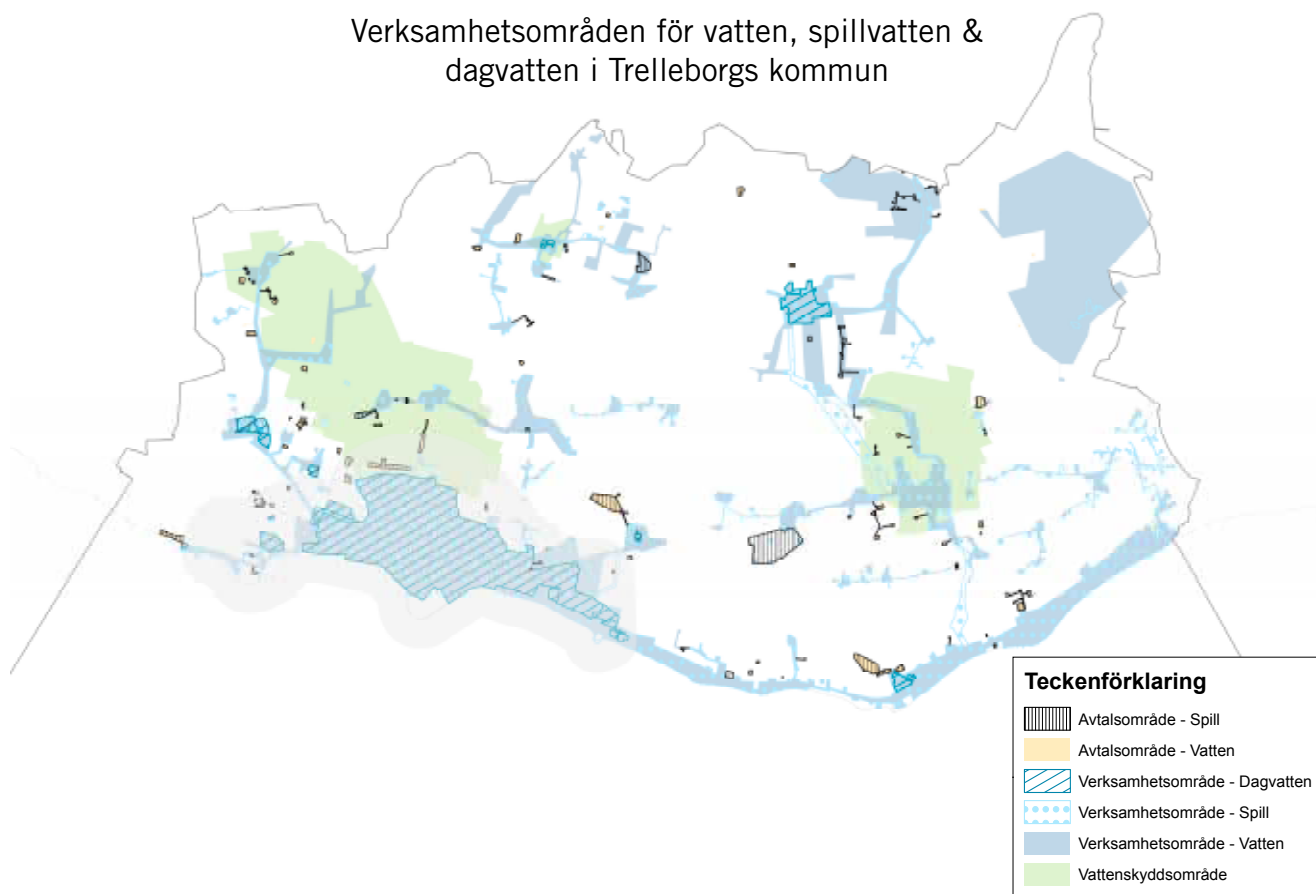 Verksamhetsområden för vatten, spillvatten &
dagvatten i Trelleborgs kommun
Teckenförklaring
Avtalsområde - Spill
Avtalsområde - Vatten
Verksamhetsområde - Dagvatten
Verksamhetsområde - Spill
Verksamhetsområde - Vatten
Vattenskyddsområde